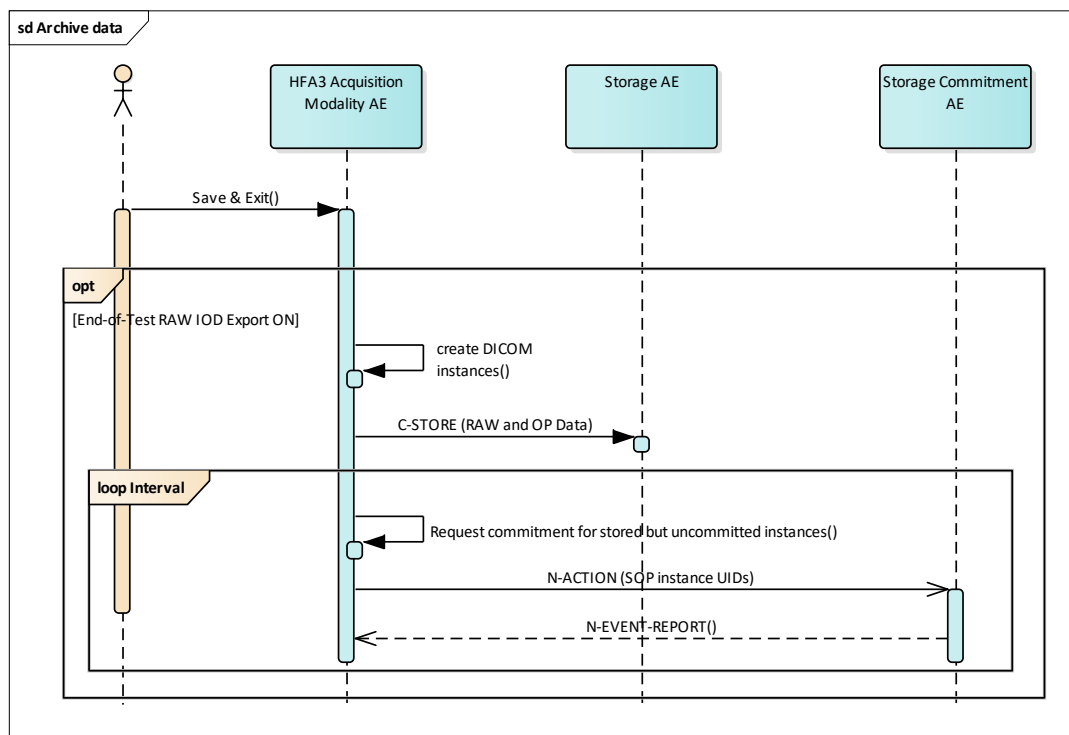 sd Archive data
HFA3 Acquisition
Modality AE
Storage AE
Storage Commitment
AE
Save & Exit()
opt
[End-of-Test RAW IOD Export ON]
create DICOM
instances()
C-STORE (RAW and OP Data)
loop Interval
Request commitment for stored but uncommitted instances()
N-ACTION (SOP instance UIDs)
N-EVENT-REPORT()